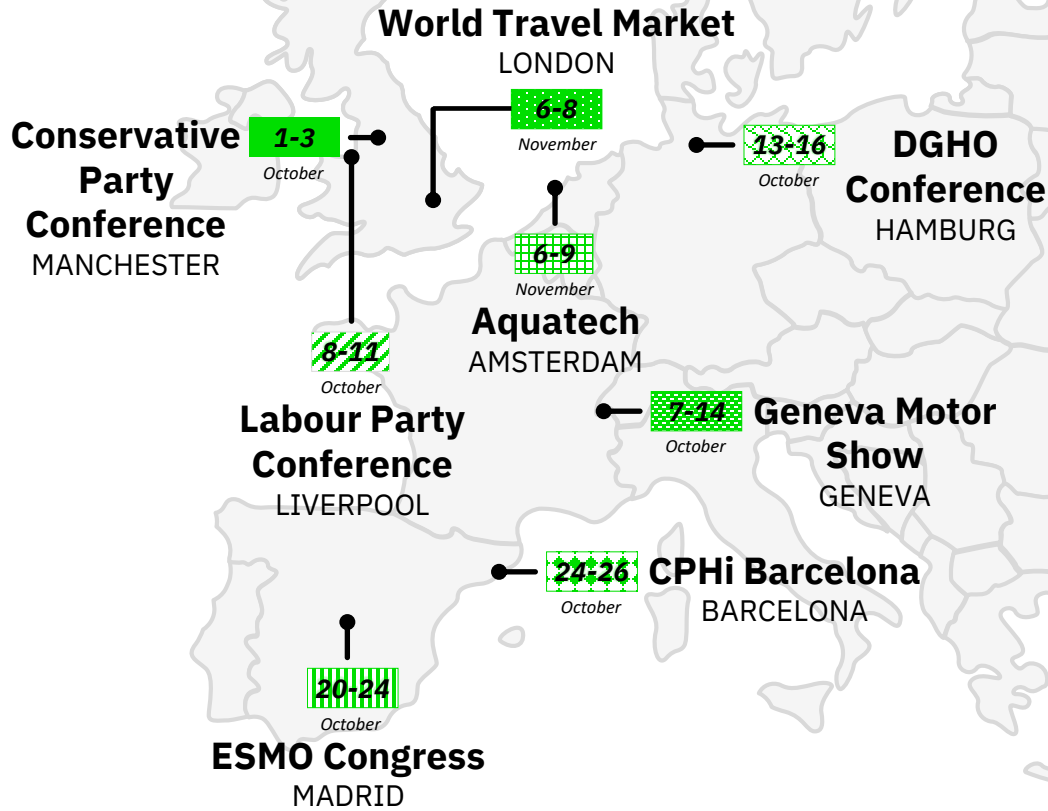 World Travel Market
LONDON
6-8
November
Conservative
Party
Conference
MANCHESTER
1-3
October
13-16
October
DGHO
Conference
HAMBURG
6-9
November
Aquatech
AMSTERDAM
8-11
October
Labour Party
Conference
LIVERPOOL
7-14
October
Geneva Motor
Show
GENEVA
24-26
October
CPHi Barcelona
BARCELONA
20-24
October
ESMO Congress
MADRID